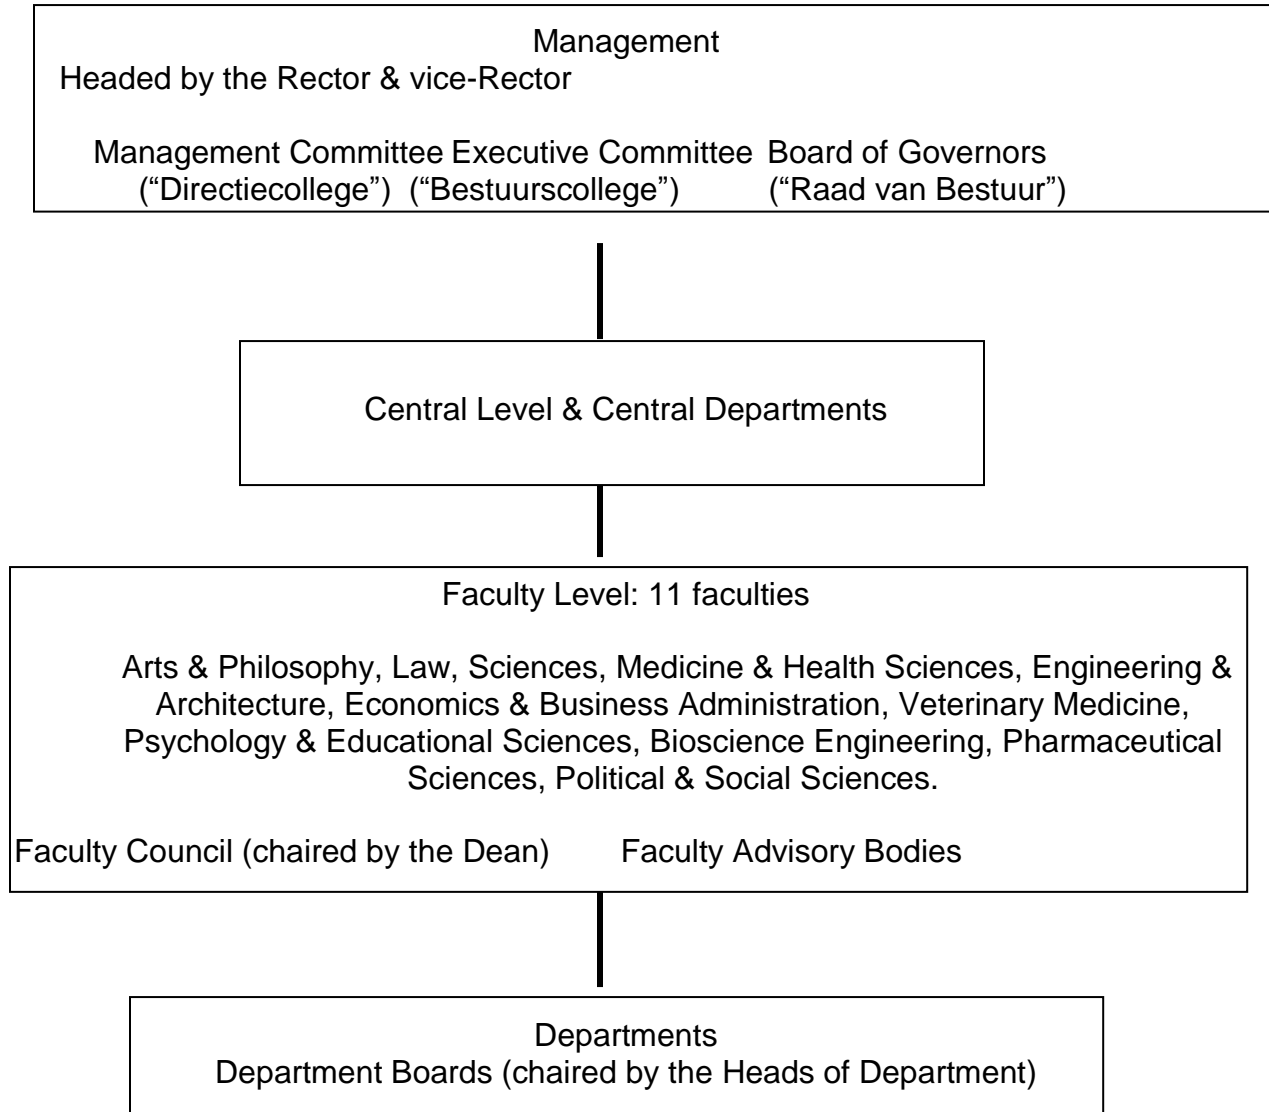 Management
Headed by the Rector & vice-Rector
Management Committee Executive Committee Board of Governors
(“Directiecollege”) (“Bestuurscollege”) (“Raad van Bestuur”)
Central Level & Central Departments
Faculty Level: 11 faculties
Arts & Philosophy, Law, Sciences, Medicine & Health Sciences, Engineering &
Architecture, Economics & Business Administration, Veterinary Medicine,
Psychology & Educational Sciences, Bioscience Engineering, Pharmaceutical
Sciences, Political & Social Sciences.
Faculty Council (chaired by the Dean) Faculty Advisory Bodies
Departments
Department Boards (chaired by the Heads of Department)